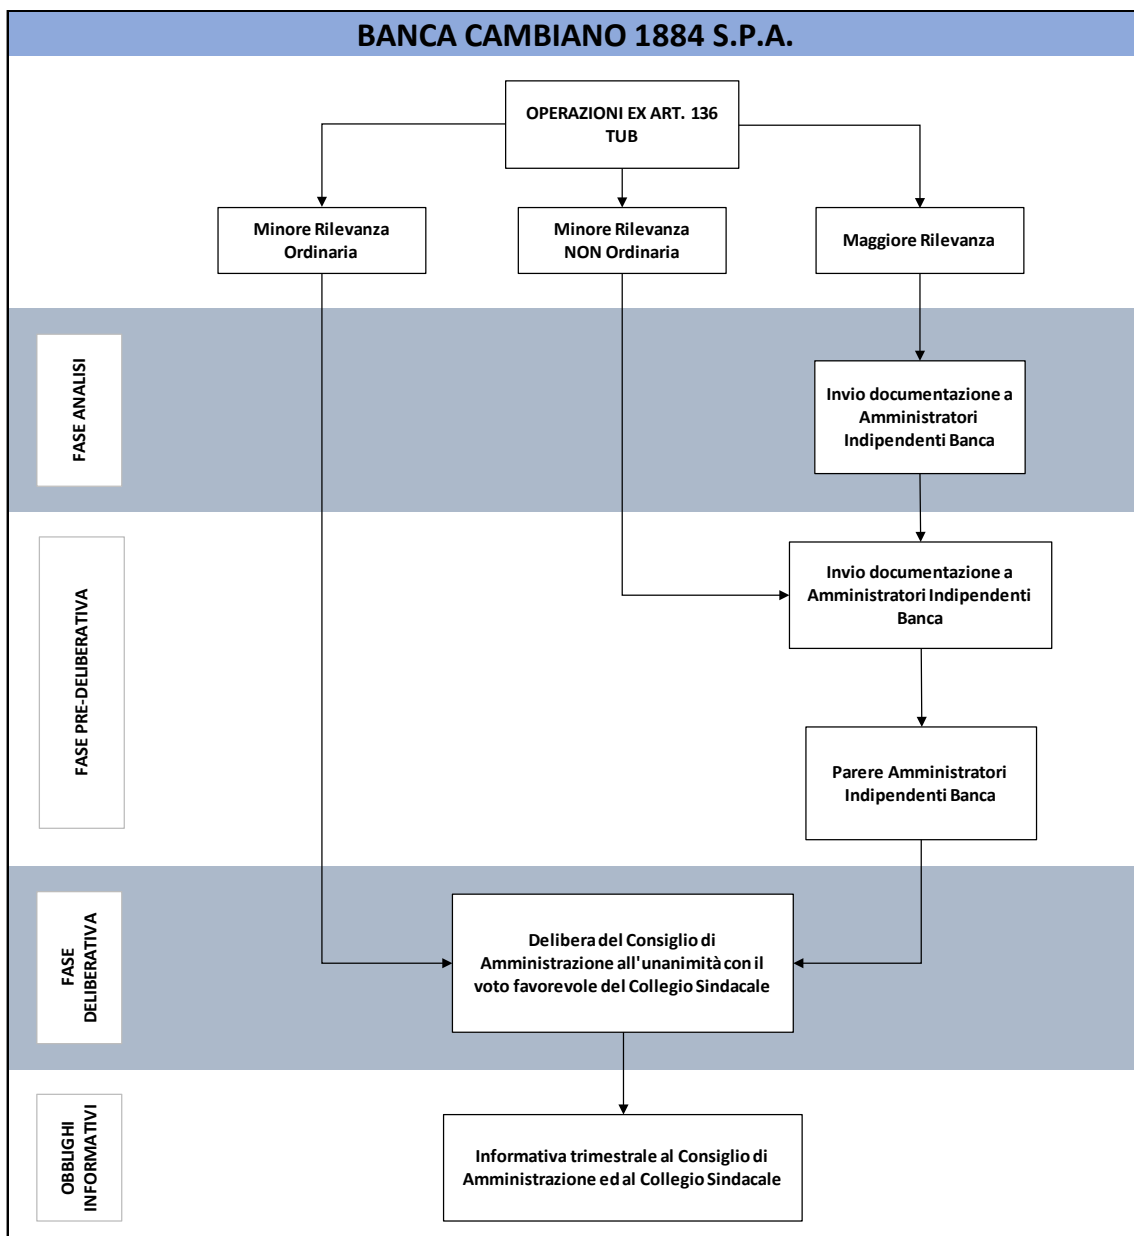 BANCA CAMBIANO 1884 S.P.A.
OPERAZIONI EX ART. 136
TUB
Minore Rilevanza
Ordinaria
Minore Rilevanza
NON Ordinaria
Maggiore Rilevanza
FASE ANALISI
Invio documentazione a
Amministratori
Indipendenti Banca
FASE PRE-DELIBERATIVA
Invio documentazione a
Amministratori Indipendenti
Banca
Parere Amministratori
Indipendenti Banca
FASE
DELIBERATIVA
Delibera del Consiglio di
Amministrazione all'unanimità con il
voto favorevole del Collegio Sindacale
OBBLIGHI
INFORMATIVI
Informativa trimestrale al Consiglio di
Amministrazione ed al Collegio Sindacale